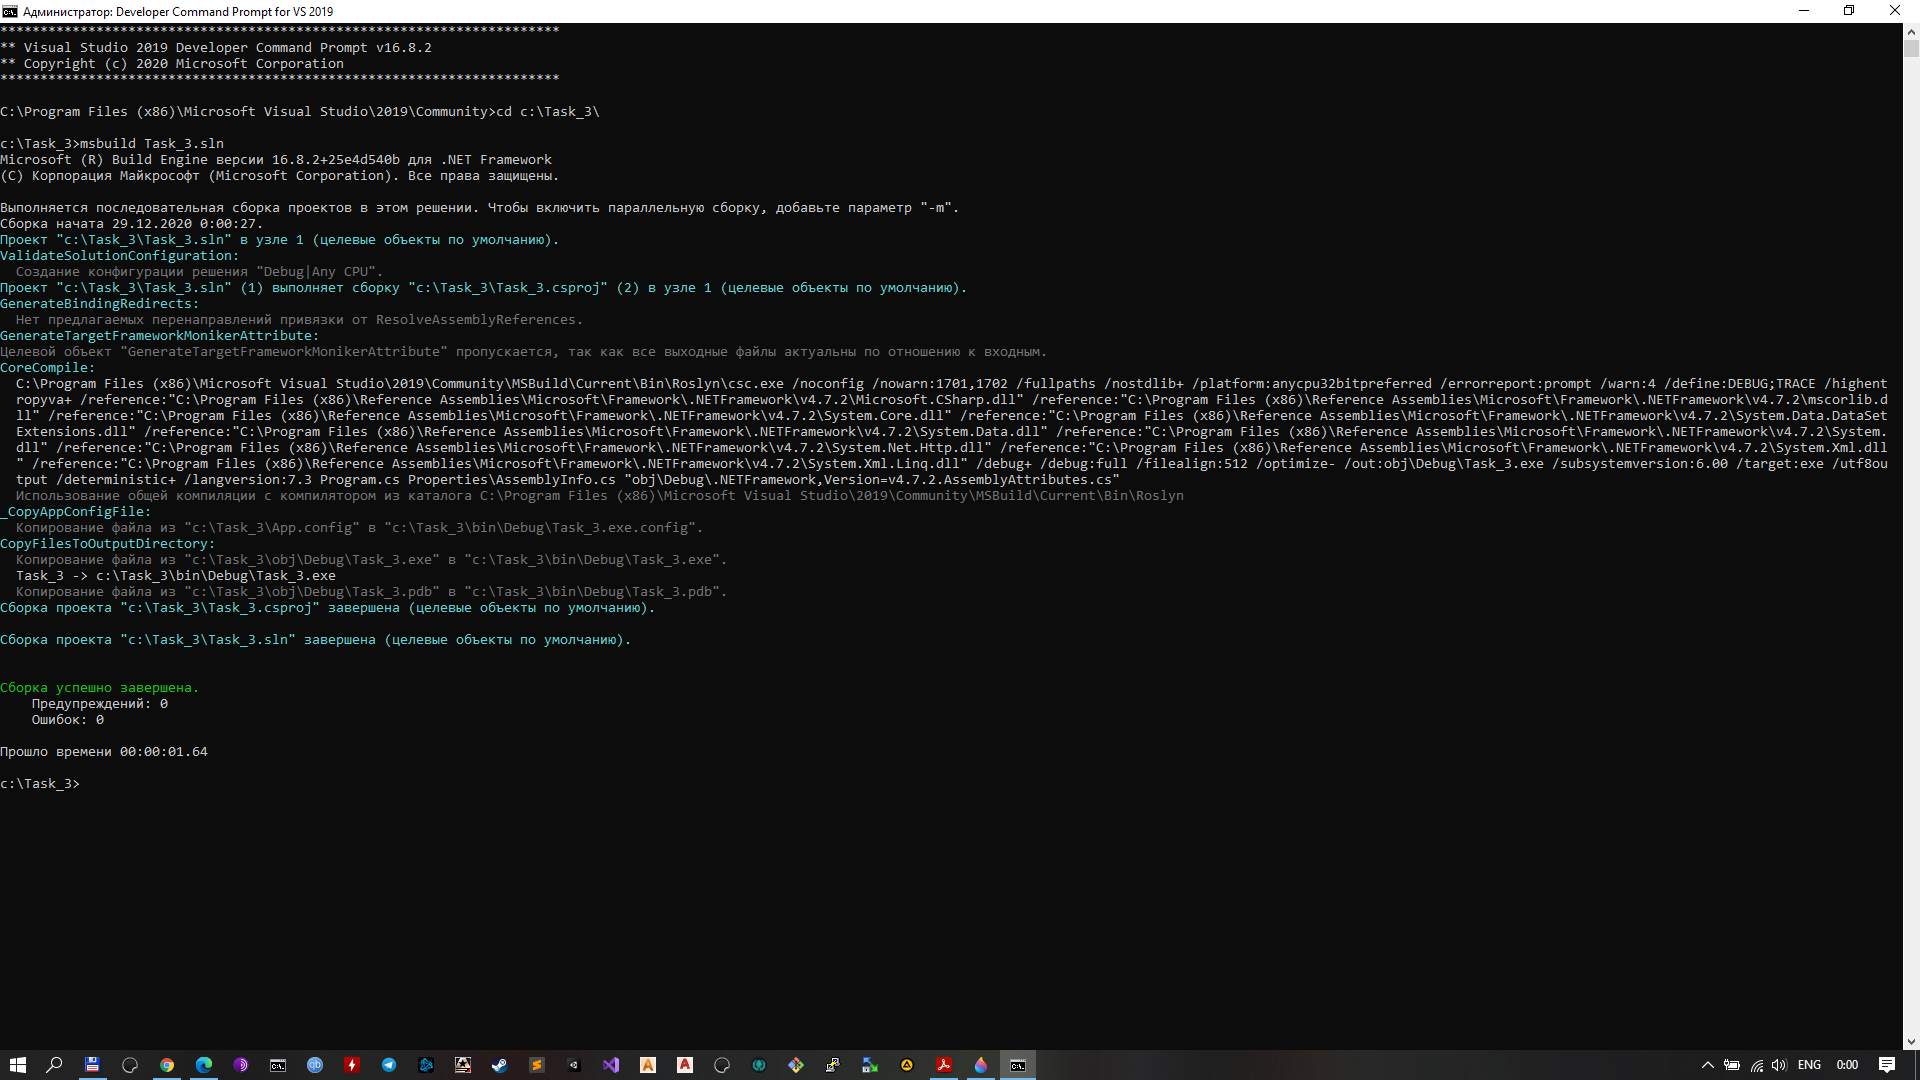 Администратор: Developer Command Prompt for VS 2019
**********************************************************************
** Visual Studio 2019 Developer Command Prompt v16.8.2
** Copyright (c) 2020 Microsoft Corporation
**********************************************************************
C:\Program Files (x86)\Microsoft Visual Studio\2019\Community>cd c:\Task_3\
c:\Task_3>msbuild Task_3.sln
Microsoft (R) Build Engine версии 16.8.2+25e4d540b для .NET Framework
(C) Корпорация Майкрософт (Microsoft Corporation). Все права защищены.
Выполняется последовательная сборка проектов в этом решении. Чтобы включить параллельную сборку, добавьте параметр "-m".
Сборка начата 29.12.2020 0:00:27.
Проект "c:\Task_3\Task_3.sln" в узле 1 (целевые объекты по умолчанию).
ValidateSolutionConfiguration:
Создание конфигурации решения "Debug|Any CPU".
Проект "c:\Task_3\Task_3.sln" (1) выполняет сборку "c:\Task_3\Task_3.csproj" (2) в узле 1 (целевые объекты по умолчанию).
GenerateBindingRedirects:
Нет предлагаемых перенаправлений привязки от ResolveAssemblyReferences.
GenerateTargetFrameworkMonikerAttribute:
Целевой объект "GenerateTargetFrameworkMonikerAttribute" пропускается, так как все выходные файлы актуальны по отношению к входным.
CoreCompile:
C:\Program Files (x86)\Microsoft Visual Studio\2019\Community\MSBuild\Current\Bin\Roslyn\csc.exe /noconfig /nowarn:1701,1702 /fullpaths /nostdlib+ /platform:anycpu32bitpreferred /errorreport:prompt /warn:4 /define:DEBUG;TRACE /highent
ropyva+ /reference:"C:\Program Files (x86)\Reference Assemblies\Microsoft\Framework\.NETFramework\v4.7.2\Microsoft.CSharp.dll" /reference:"C:\Program Files (x86)\Reference Assemblies\Microsoft\Framework\.NETFramework\v4.7.2\mscorlib.d
ll" /reference:"C:\Program Files (x86)\Reference Assemblies\Microsoft\Framework\.NETFramework\v4.7.2\System.Core.dll" /reference:"C:\Program Files (x86)\Reference Assemblies\Microsoft\Framework\.NETFramework\v4.7.2\System.Data.DataSet
Extensions.dll" /reference:"C:\Program Files (x86)\Reference Assemblies\Microsoft\Framework\.NETFramework\v4.7.2\System.Data.dll" /reference:"C:\Program Files (x86)\Reference Assemblies\Microsoft\Framework\.NETFramework\v4.7.2\System.
dll" /reference:"C:\Program Files (x86)\Reference Assemblies\Microsoft\Framework\.NETFramework\v4.7.2\System.Net.Http.dll" /reference:"C:\Program Files (x86)\Reference Assemblies\Microsoft\Framework\.NETFramework\v4.7.2\System.Xml.dll
" /reference:"C:\Program Files (x86)\Reference Assemblies\Microsoft\Framework\.NETFramework\v4.7.2\System.Xml.Linq.dll" /debug+ /debug:full /filealign:512 /optimize- /out:obj\Debug\Task_3.exe /subsystemversion:6.00 /target:exe /utf8ou
tput /deterministic+ /langversion:7.3 Program.cs Properties\AssemblyInfo.cs "obj\Debug\.NETFramework,Version=v4.7.2.AssemblyAttributes.cs"
Использование общей компиляции с компилятором из каталога C:\Program Files (x86)\Microsoft Visual Studio\2019\Community\MSBuild\Current\Bin\Roslyn
_CopyAppConfigFile:
Копирование файла из "c:\Task_3\App.config" в "c:\Task_3\bin\Debug\Task_3.exe.config".
CopyFilesToOutputDirectory:
Копирование файла из "c:\Task_3\obj\Debug\Task_3.exe" в "c:\Task_3\bin\Debug\Task_3.exe".
Task_3 -> c:\Task_3\bin\Debug\Task_3.exe
Копирование файла из "c:\Task_3\obj\Debug\Task_3.pdb" в "c:\Task_3\bin\Debug\Task_3.pdb".
Сборка проекта "c:\Task_3\Task_3.csproj" завершена (целевые объекты по умолчанию).
Сборка проекта "c:\Task_3\Task_3.sln" завершена (целевые объекты по умолчанию).
Сборка успешно завершена.
Предупреждений: 0
Ошибок: 0
Прошло времени 00:00:01.64
c:\Task_3>
ENG
0:00